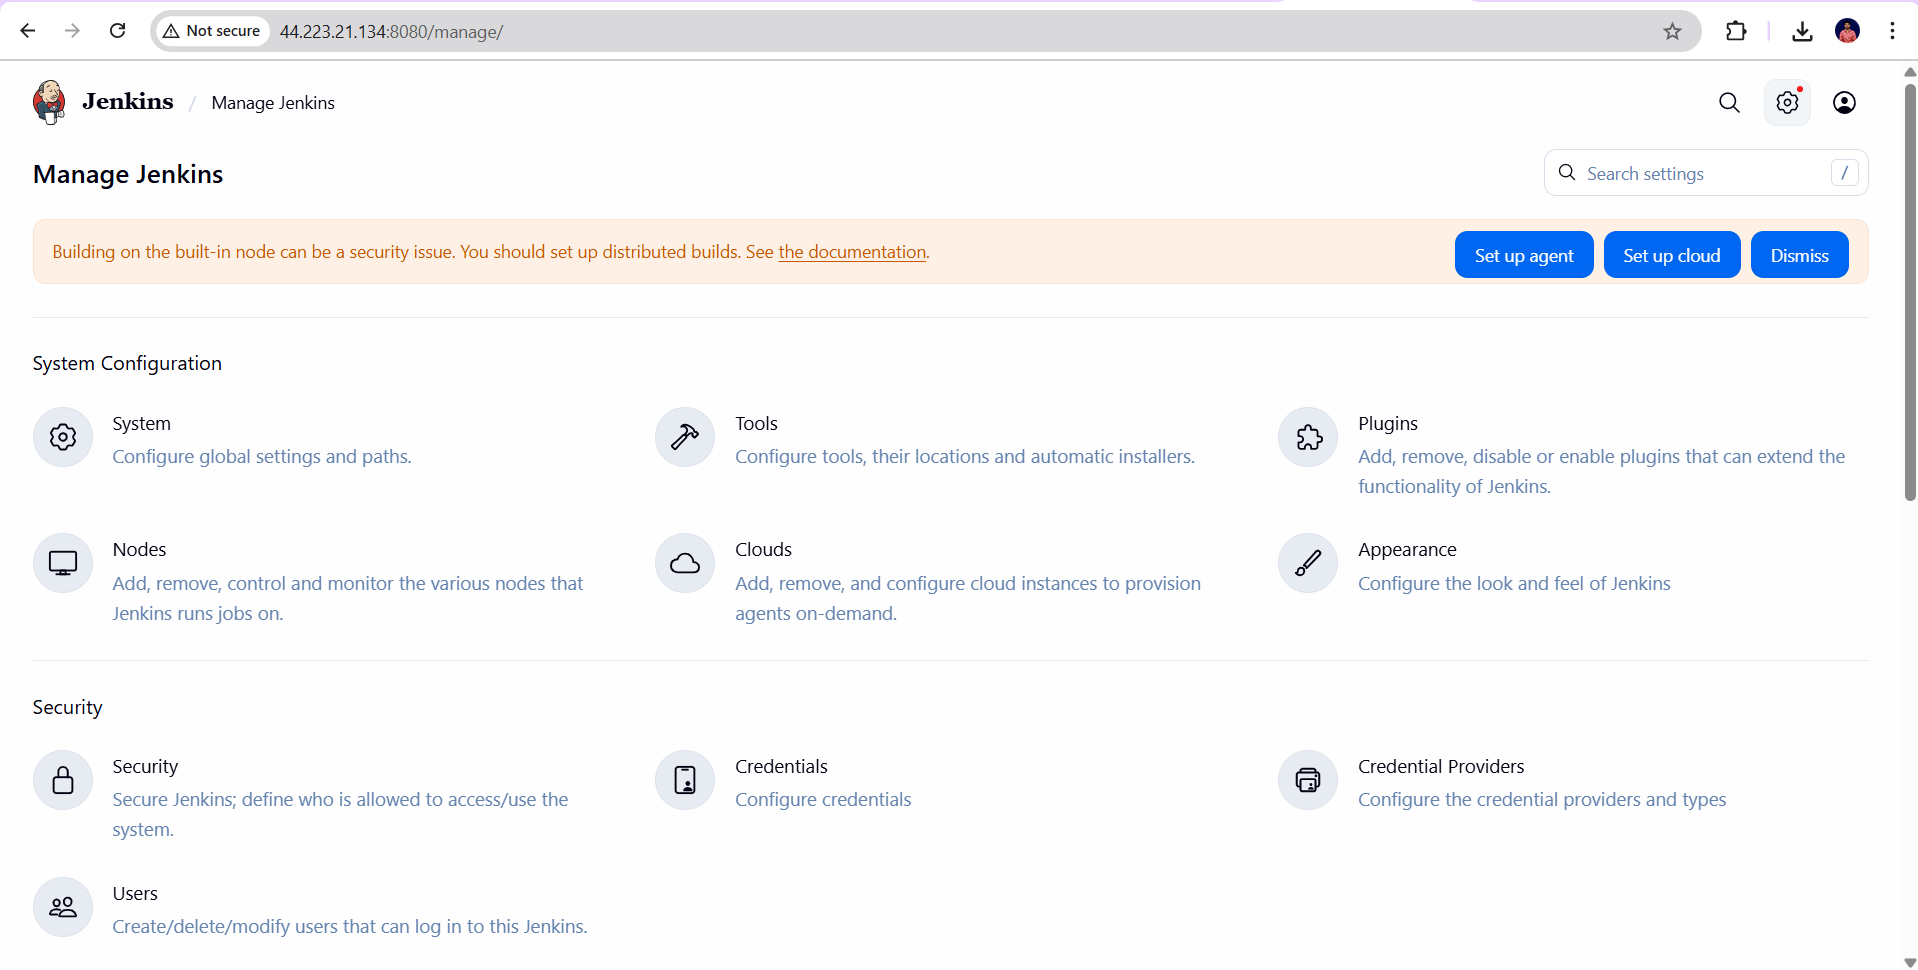 Not secure 44.223.21.134:8080/manage/
Jenkins / Manage Jenkins
Manage Jenkins
Search settings /
Building on the built-in node can be a security issue. You should set up distributed builds. See the documentation.
Set up agent Set up cloud Dismiss
System Configuration
System
Configure global settings and paths.
Tools
Configure tools, their locations and automatic installers.
Plugins
Add, remove, disable or enable plugins that can extend the
functionality of Jenkins.
Nodes
Add, remove, control and monitor the various nodes that
Jenkins runs jobs on.
Clouds
Add, remove, and configure cloud instances to provision
agents on-demand.
Appearance
Configure the look and feel of Jenkins
Security
Security
Secure Jenkins; define who is allowed to access/use the
system.
Credentials
Configure credentials
Credential Providers
Configure the credential providers and types
Users
Create/delete/modify users that can log in to this Jenkins.